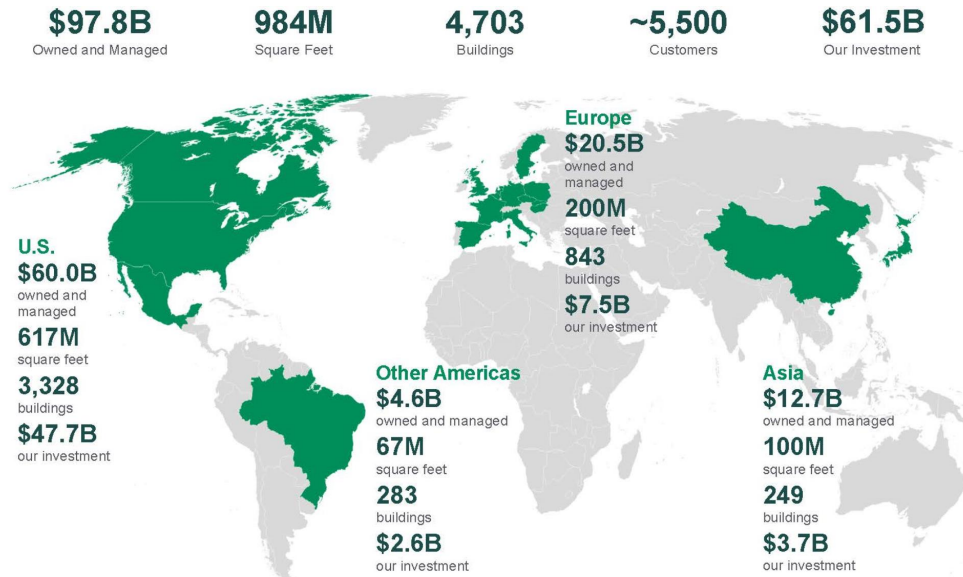 $97.8B
Owned and Managed
984M
Square Feet
4,703
Buildings
~5,500
Customers
$61.5B
Our Investment
Europe
$20.5B
owned and
managed
200M
square feet
843
buildings
$7.5B
our investment
U.S.
$60.0B
owned and
managed
617M
square feet
3,328
buildings
$47.7B
our investment
Other Americas
$4.6B
owned and managed
67M
square feet
283
buildings
$2.6B
our investment
Asia
$12.7B
owned and managed
100M
square feet
249
buildings
$3.7B
our investment